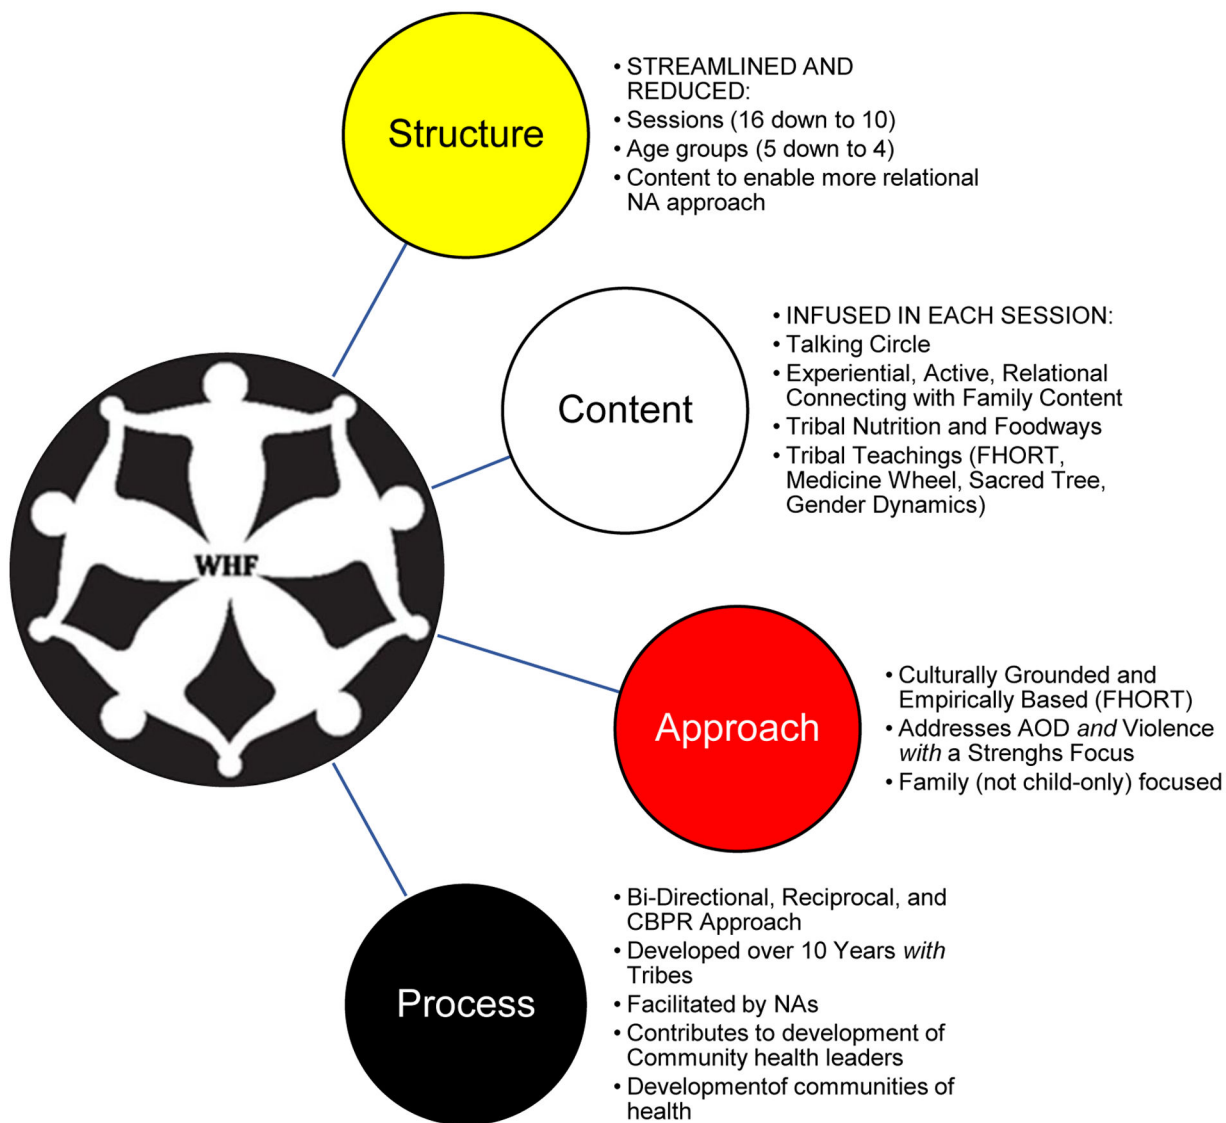 Structure
• STREAMLINED AND
REDUCED:
• Sessions (16 down to 10)
• Age groups (5 down to 4)
• Content to enable more relational
NA approach
Content
• INFUSED IN EACH SESSION:
• Talking Circle
• Experiential, Active, Relational
Connecting with Family Content
• Tribal Nutrition and Foodways
• Tribal Teachings (FHORT,
Medicine Wheel, Sacred Tree,
Gender Dynamics)
WHF
Approach
• Culturally Grounded and
Empirically Based (FHORT)
• Addresses AOD and Violence
with a Strenghs Focus
• Family (not child-only) focused
Process
• Bi-Directional, Reciprocal, and
CBPR Approach
• Developed over 10 Years with
Tribes
• Facilitated by NAs
• Contributes to development of
Community health leaders
• Developmentof communities of
health